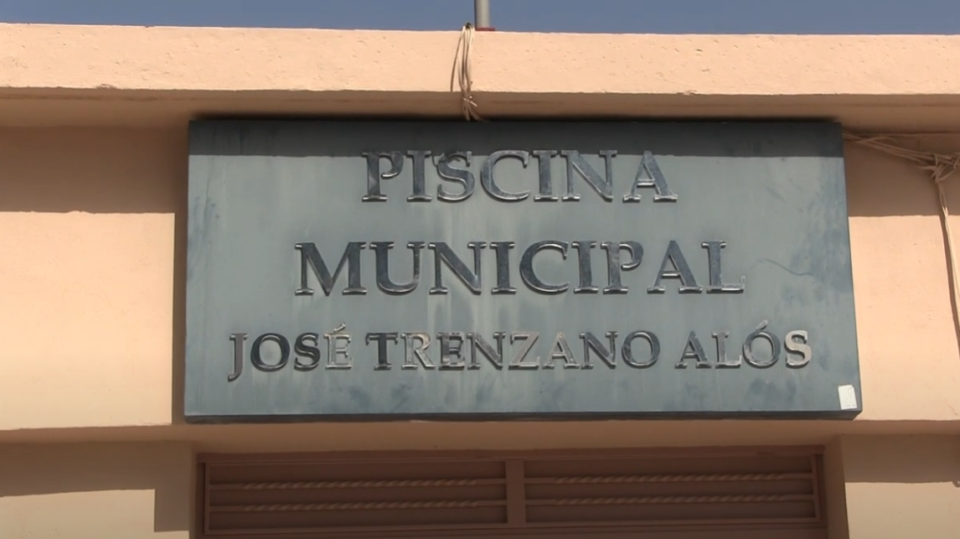 PISCINA
MUNICIPAL
JOSÉ TRENZANO ALÓS